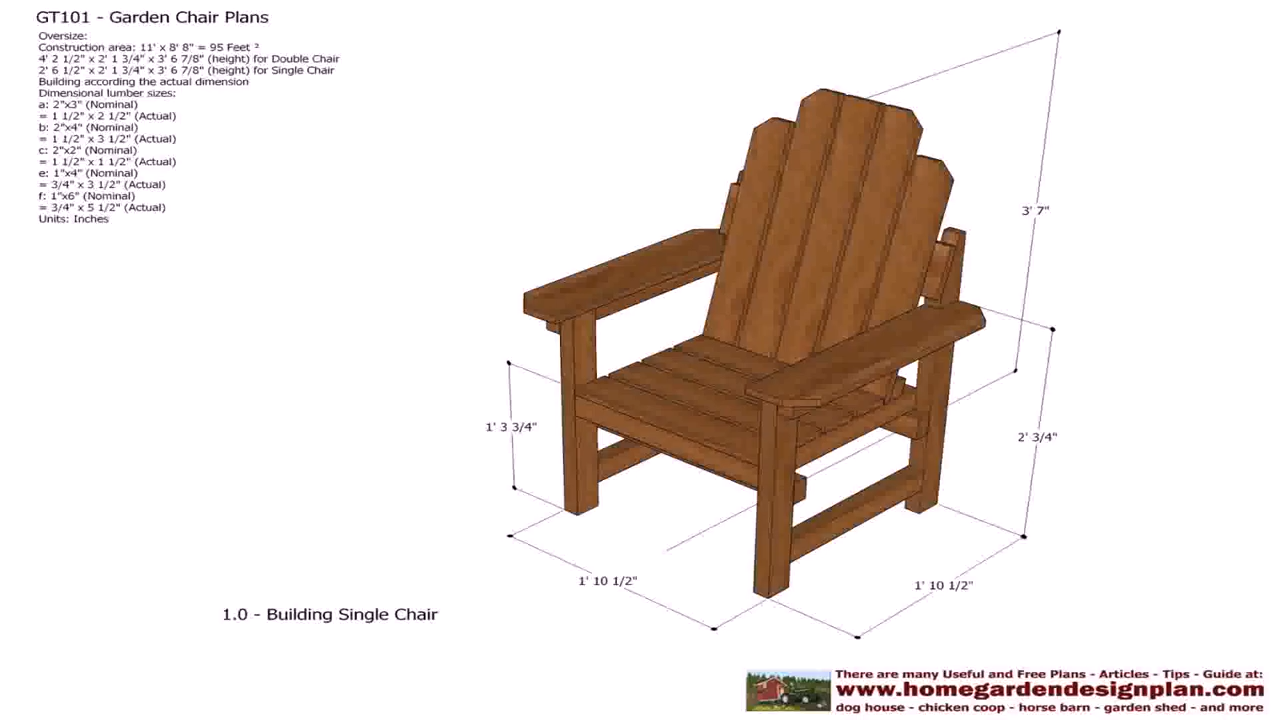 GT101 - Garden Chair Plans
Oversize:
Construction area: 11' x 8' 8" = 95 Feet ²
4' 2 1/2" x 2' 1 3/4" x 3' 6 7/8" (height) for Double Chair
2' 6 1/2" x 2' 1 3/4" x 3' 6 7/8" (height) for Single Chair
Building according the actual dimension
Dimensional lumber sizes:
a: 2"x3" (Nominal)
= 1 1/2" x 2 1/2" (Actual)
b: 2"x4" (Nominal)
= 1 1/2" x 3 1/2" (Actual)
c: 2"x2" (Nominal)
= 1 1/2" x 1 1/2" (Actual)
e: 1"x4" (Nominal)
= 3/4" x 3 1/2" (Actual)
f: 1"x6" (Nominal)
= 3/4" x 5 1/2" (Actual)
Units: Inches
3' 7"
1' 3 3/4"
2' 3/4"
1' 10 1/2"
1' 10 1/2"
1.0 - Building Single Chair
There are many Useful and Free Plans - Articles - Tips - Guide at:
www.homegardendesignplan.com
dog house - chicken coop - horse barn - garden shed - and more